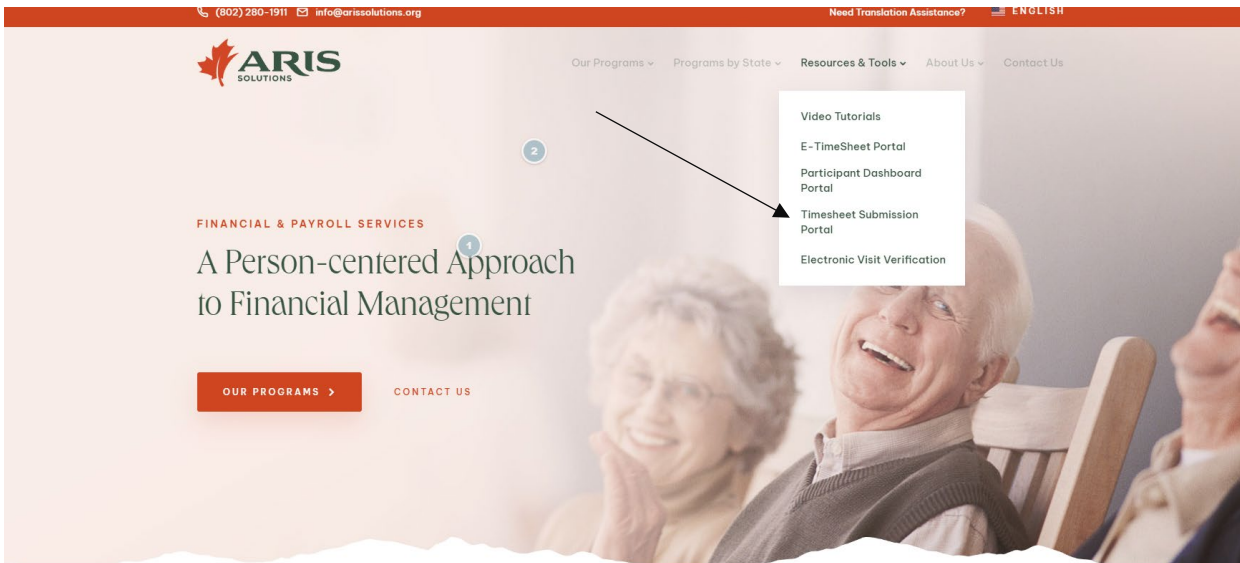 (802) 280-1911 info@arissolutions.org Need Translation Assistance? ENGLISH
ARIS
SOLUTIONS
Our Programs Programs by State Resources & Tools About Us Contact Us
Video Tutorials
E-TimeSheet Portal
Participant Dashboard
Portal
Timesheet Submission
Portal
Electronic Visit Verification
2
FINANCIAL & PAYROLL SERVICES
1
A Person-centered Approach
to Financial Management
OUR PROGRAMS CONTACT US